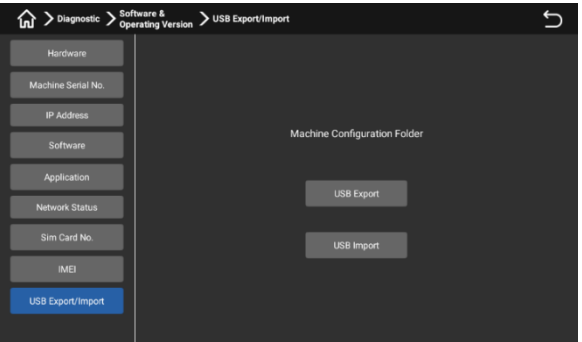 Diagnostic
Software &
Operating Version
USB Export/Import
Hardware
Machine Serial No.
IP Address
Software
Application
Network Status
Sim Card No.
IMEI
USB Export/Import
Machine Configuration Folder
USB Export
USB Import